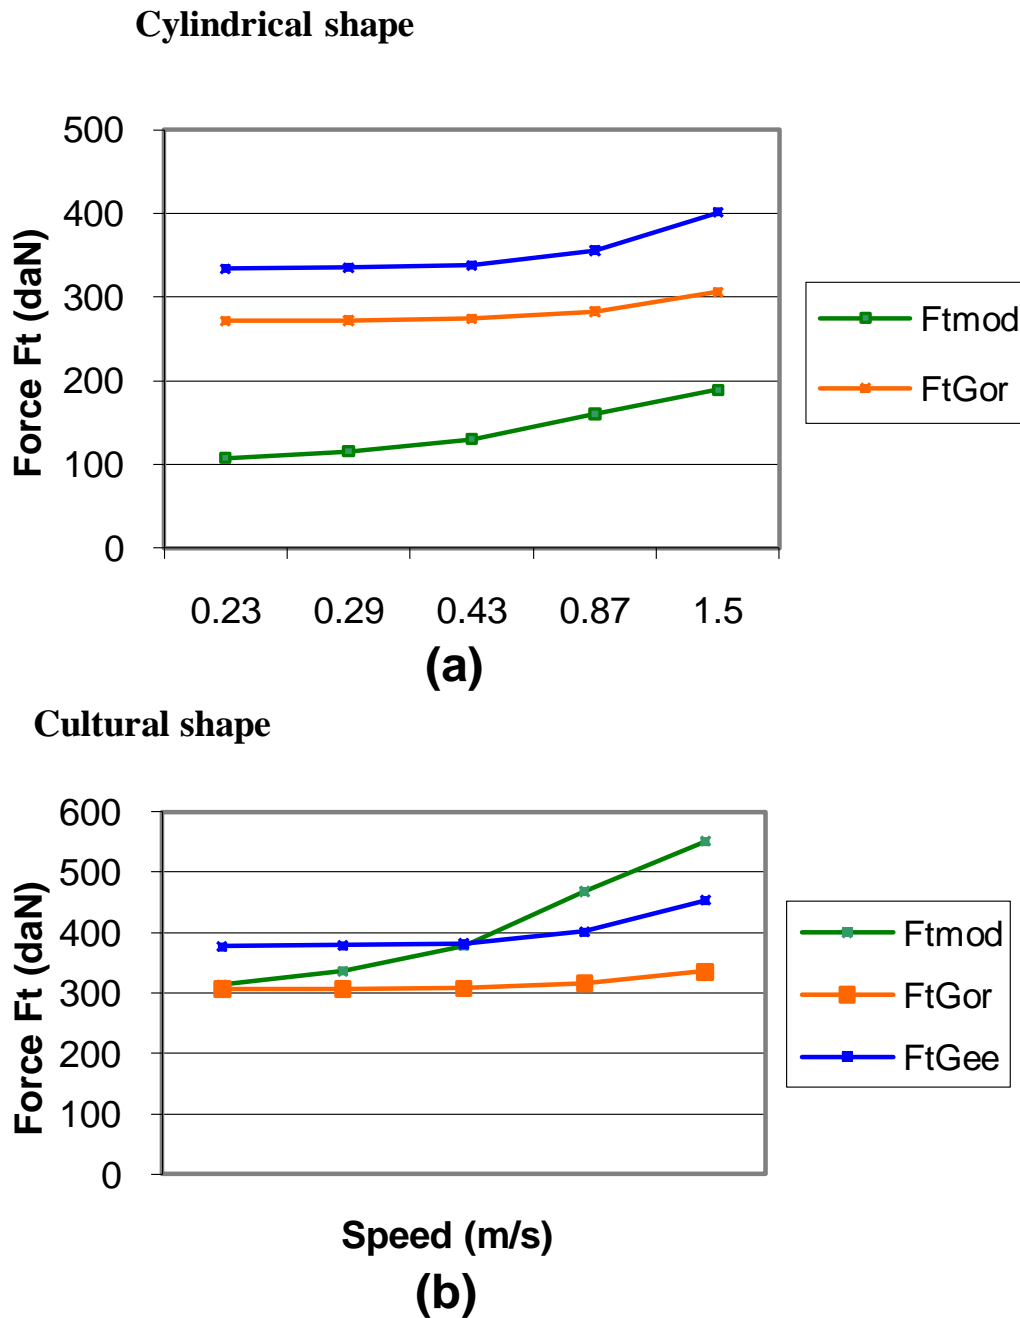 Cylindrical shape
500
400
300
200
100
0
Force Ft (daN)
0.23 0.29 0.43 0.87 1.5
Ftmod
FtGor
(a)
Cultural shape
600
500
400
300
200
100
0
Force Ft (daN)
Ftmod
FtGor
FtGee
Speed (m/s)
(b)